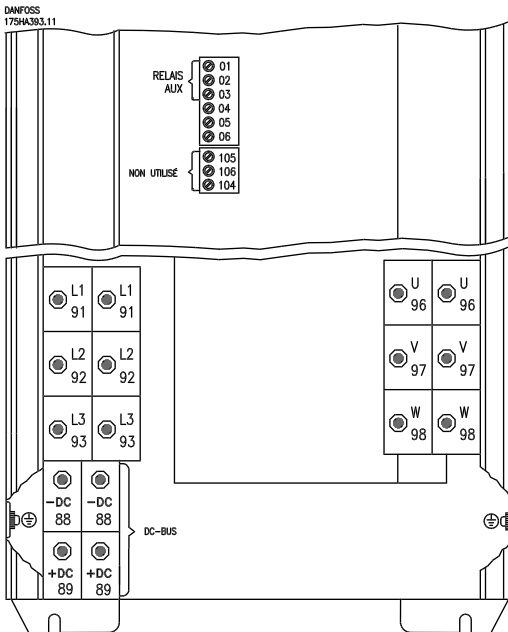 DANFOSS
175HA393.11
RELAIS
AUX
01
02
03
04
05
06
NON UTILISÉ
105
106
104
L1 L1
91 91
L2 L2
92 92
L3 L3
93 93
-DC -DC
88 88
+DC +DC
89 89
DC-BUS
U U
96 96
V V
97 97
W W
98 98